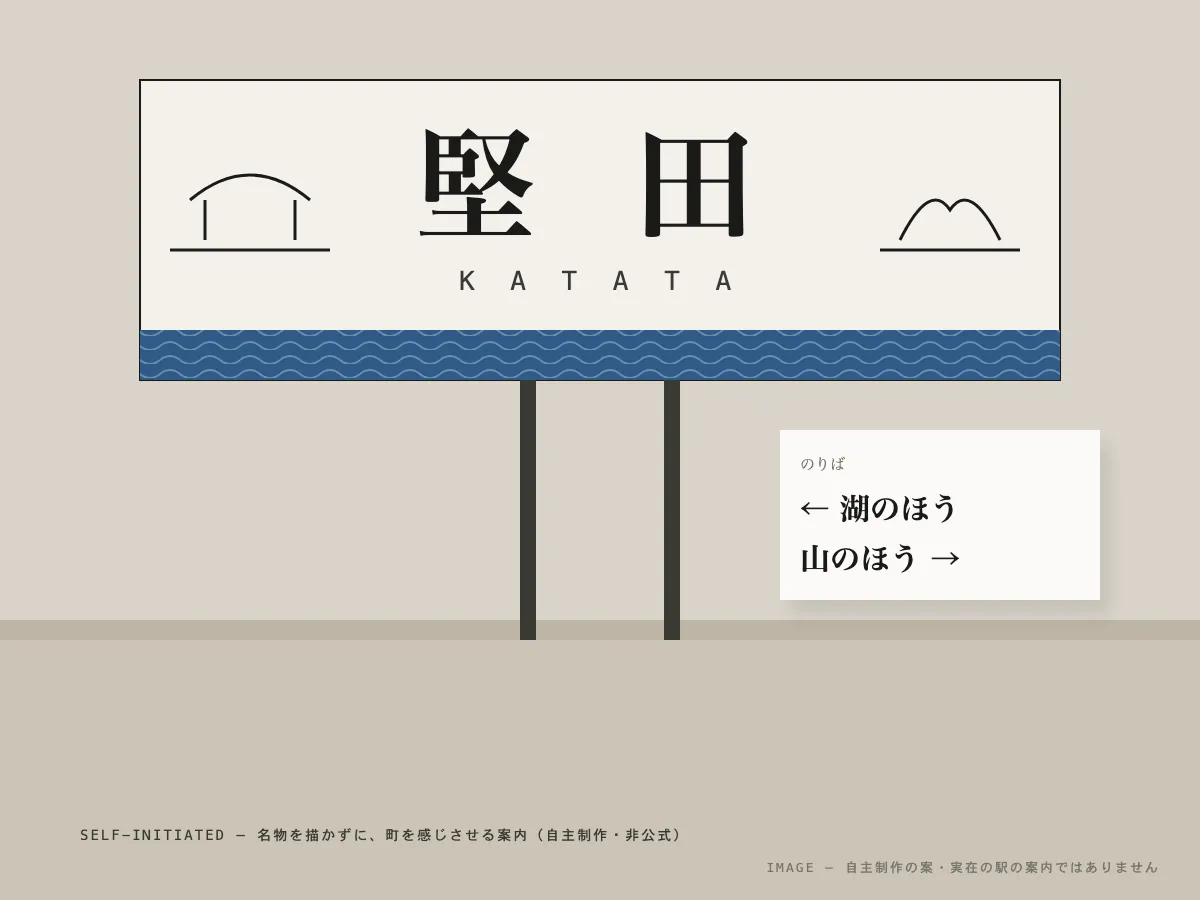 堅田
KATATA
のりば
← 湖のほう
山のほう →
SELF-INITIATED — 名物を描かずに、町を感じさせる案内（自主制作・非公式）
IMAGE — 自主制作の案・実在の駅の案内ではありません